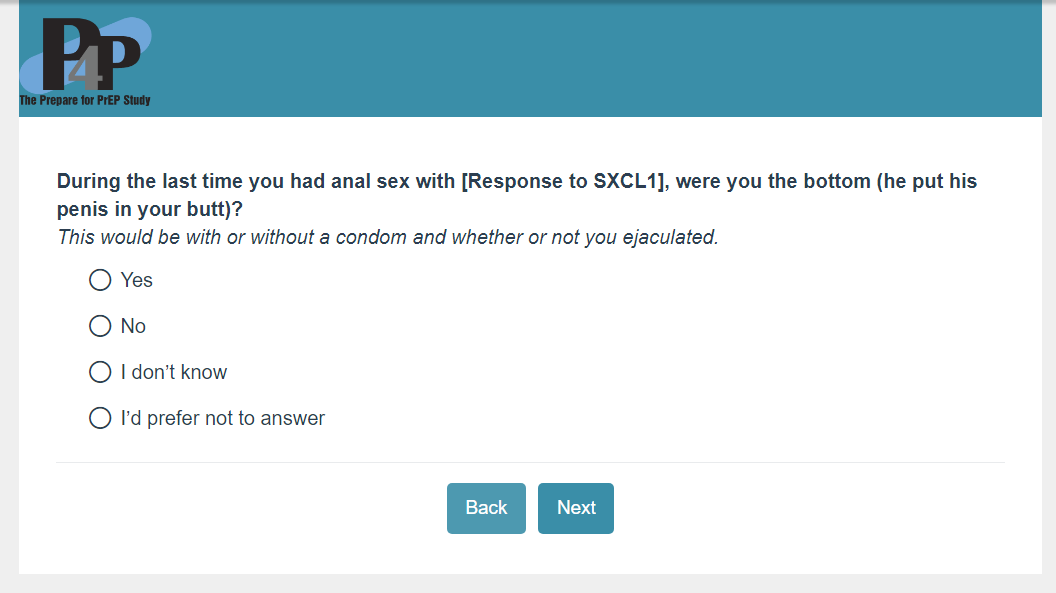 P4P
The Prepare for PrEP Study
During the last time you had anal sex with [Response to SXCL1], were you the bottom (he put his
penis in your butt)?
This would be with or without a condom and whether or not you ejaculated.
Yes
No
I don’t know
I’d prefer not to answer
Back
Next